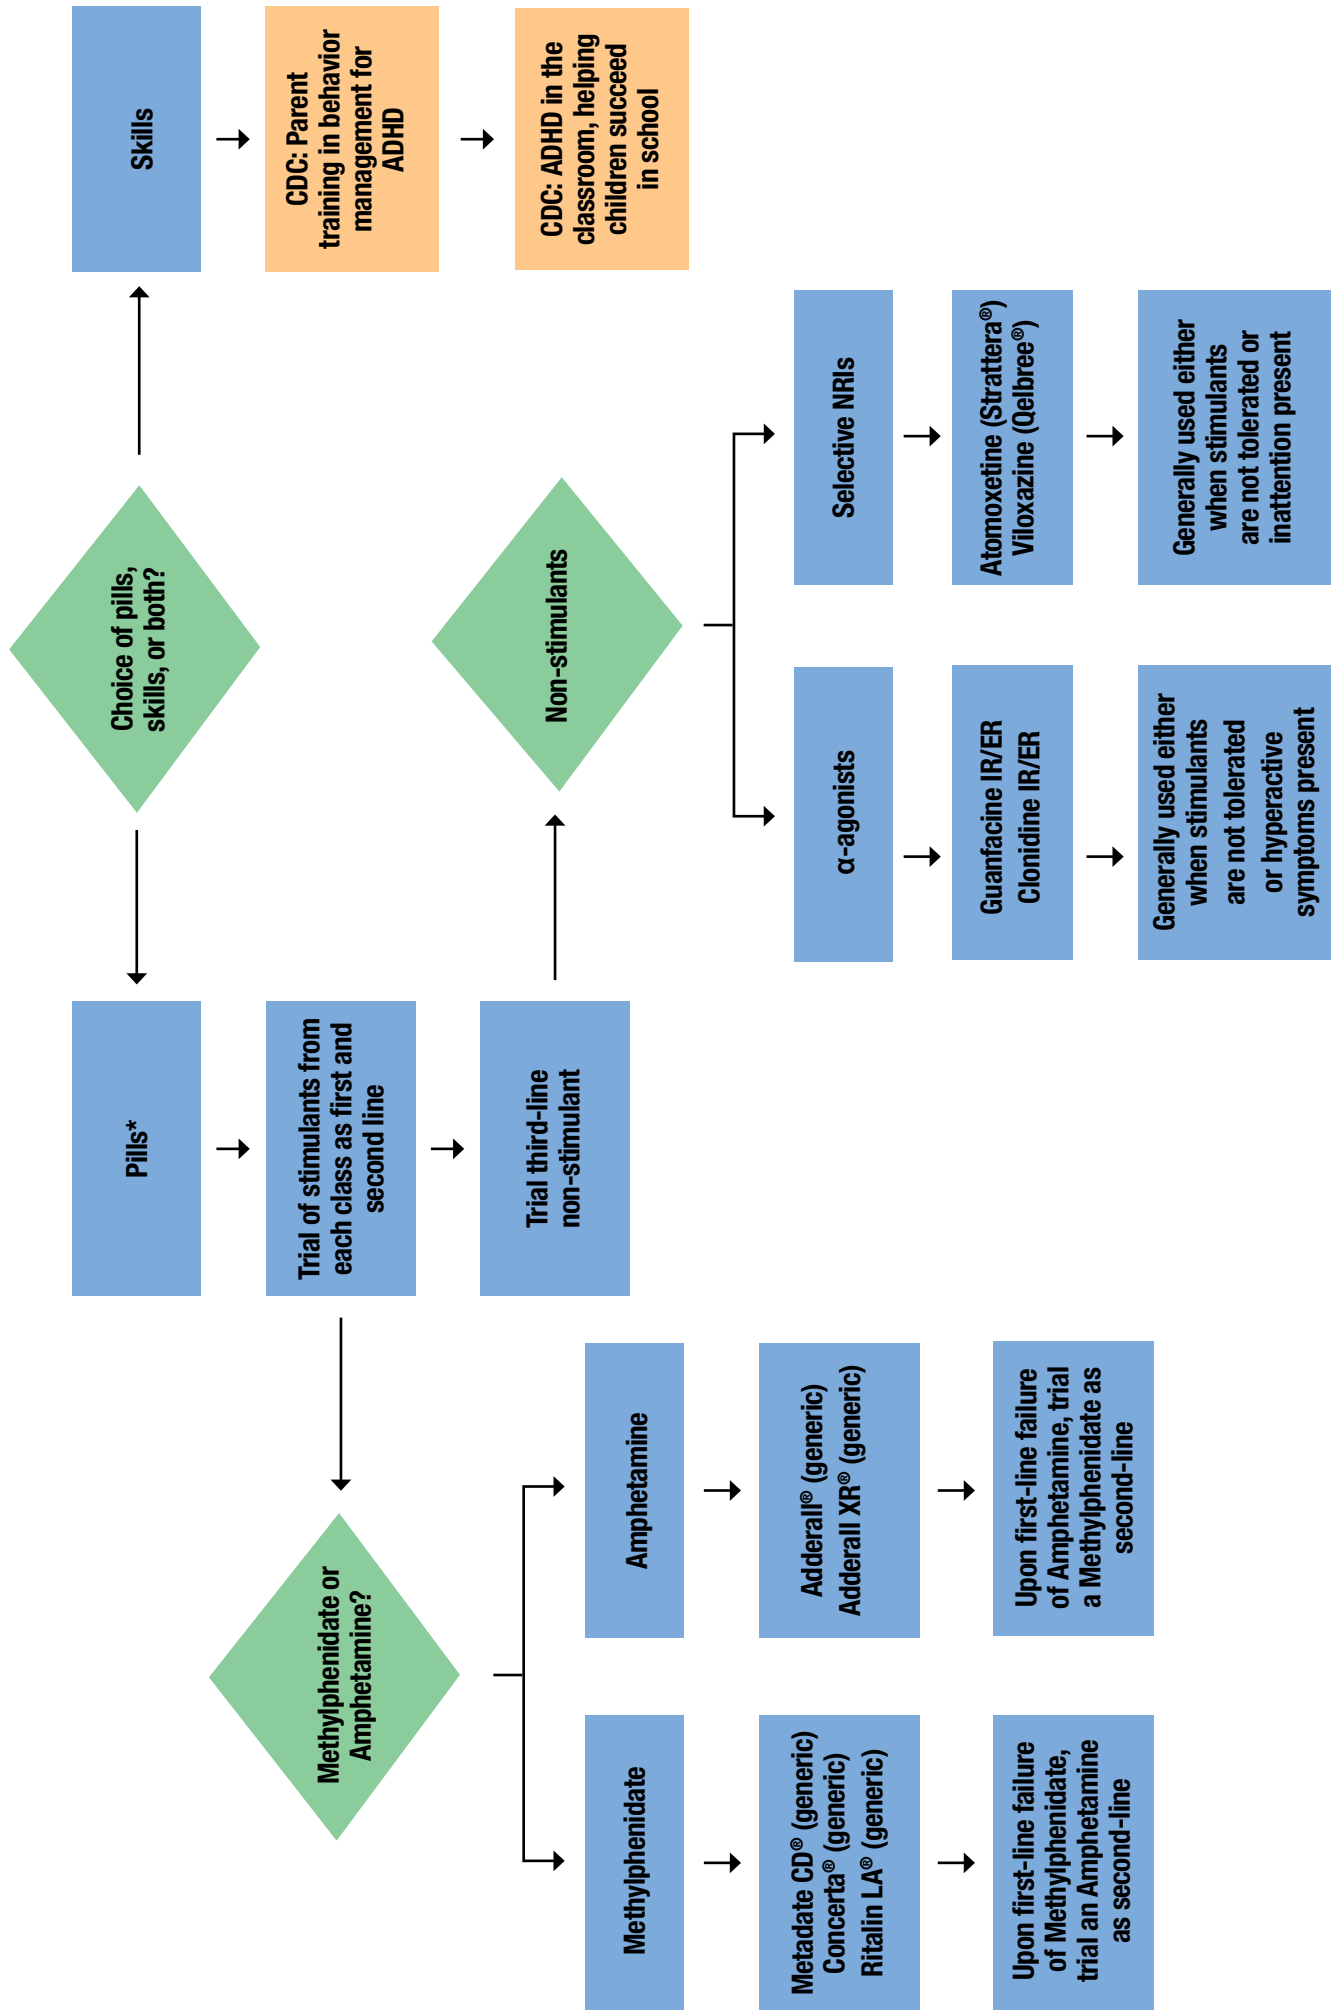 Choice of pills,
skills, or both?
Pills*
Skills
Trial of stimulants from
each class as first and
second line
CDC: Parent
training in behavior
management for
ADHD
Trial third-line
non-stimulant
CDC: ADHD in the
classroom, helping
children succeed
in school
Methylphenidate or
Amphetamine?
Non-stimulants
Methylphenidate
Amphetamine
α-agonists
Selective NRIs
Metadate CD® (generic)
Concerta® (generic)
Ritalin LA® (generic)
Adderall® (generic)
Adderall XR® (generic)
Guanfacine IR/ER
Clonidine IR/ER
Atomoxetine (Strattera®)
Viloxazine (Qelbree®)
Upon first-line failure
of Methylphenidate,
trial an Amphetamine
as second-line
Upon first-line failure
of Amphetamine, trial
a Methylphenidate as
second-line
Generally used either
when stimulants
are not tolerated
or hyperactive
symptoms present
Generally used either
when stimulants
are not tolerated or
inattention present